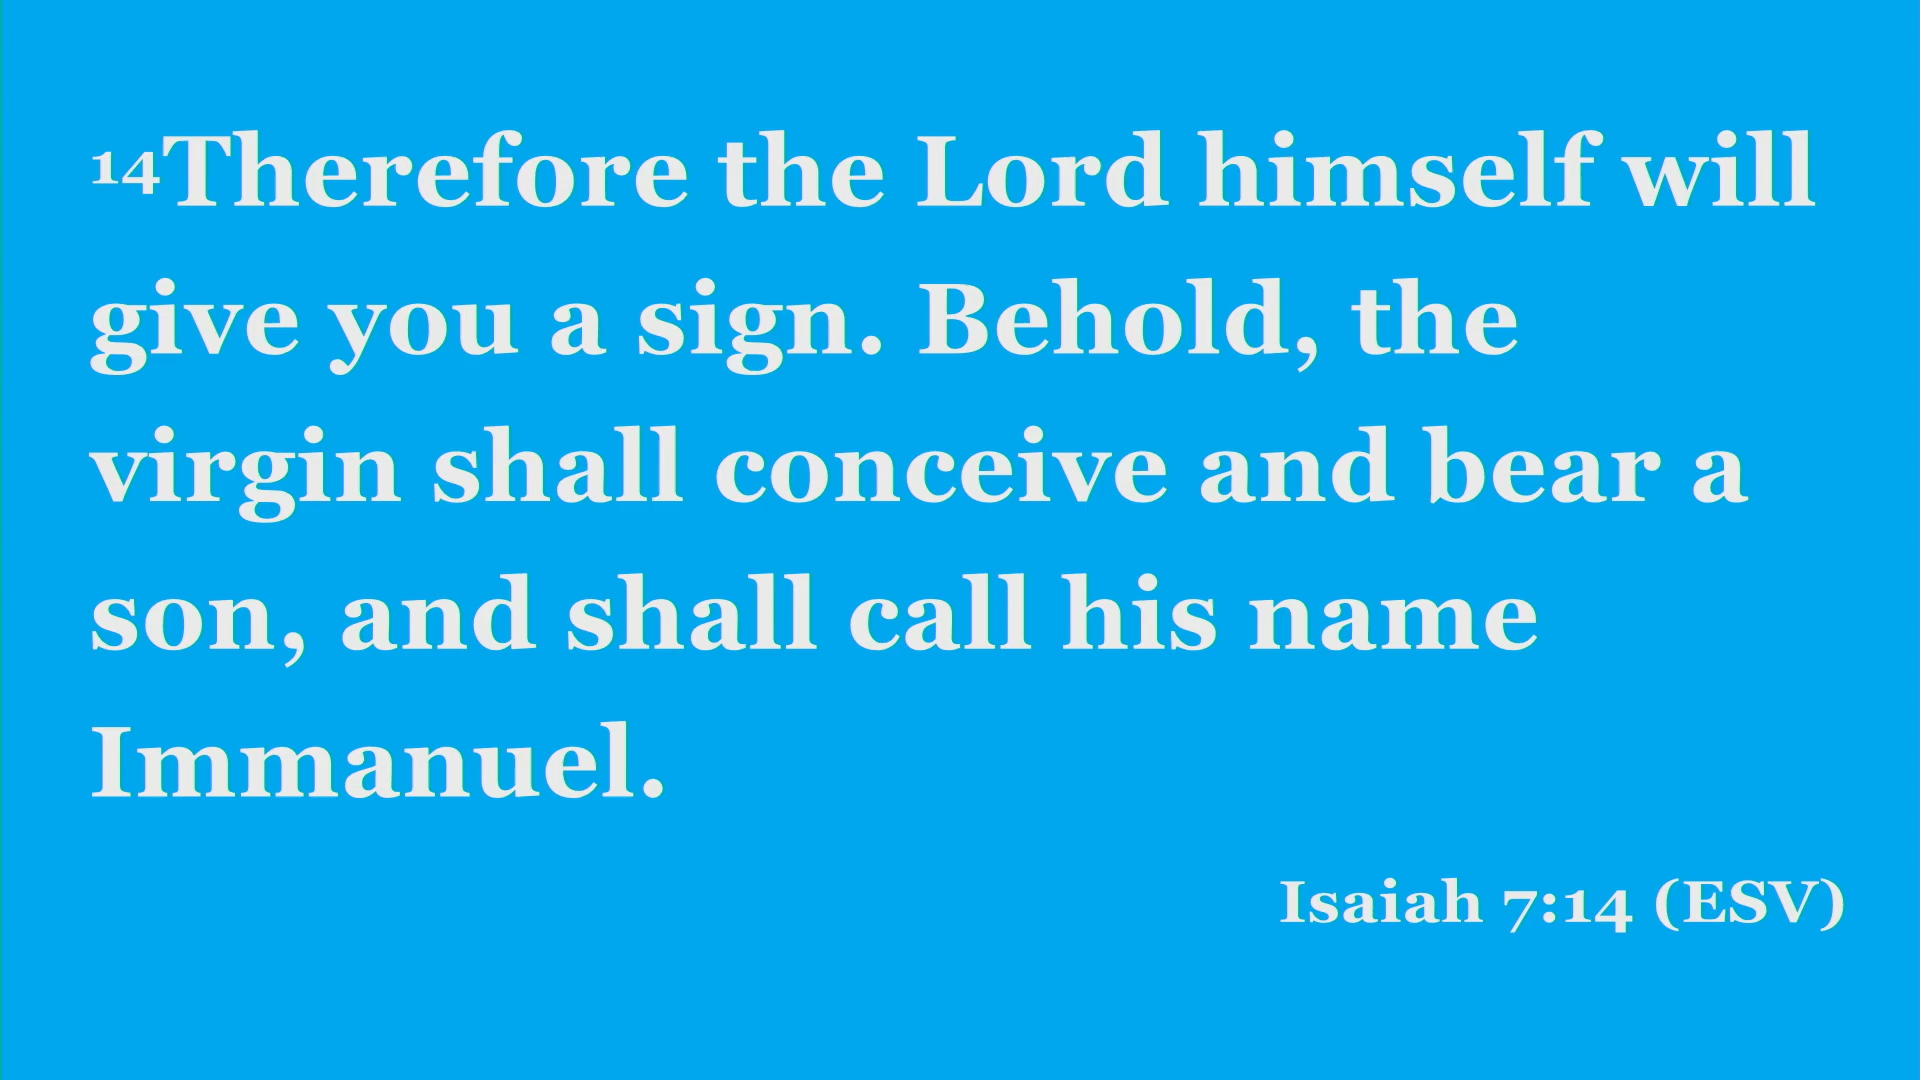 14Therefore the Lord himself will
give you a sign. Behold, the
virgin shall conceive and bear a
son, and shall call his name
Immanuel.
Isaiah 7:14 (ESV)